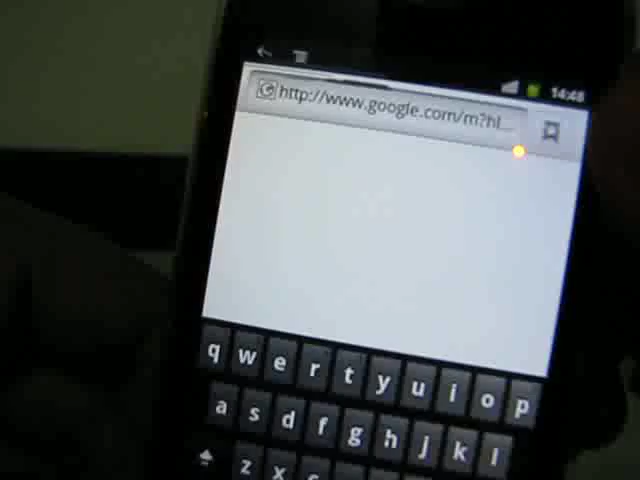 14:48
http://www.google.com/m?hl...
q w e r t y u i o p
a s d f g h j k l
z x c